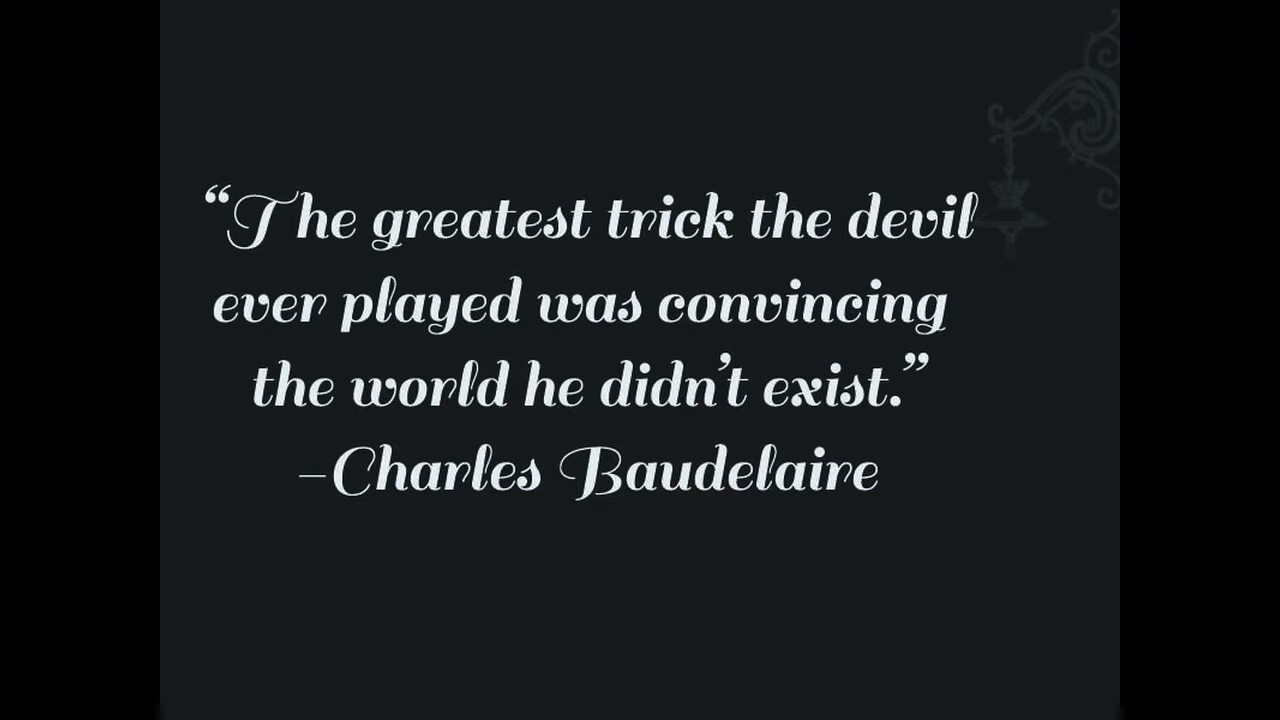 “The greatest trick the devil
ever played was convincing
the world he didn’t exist.”
–Charles Baudelaire